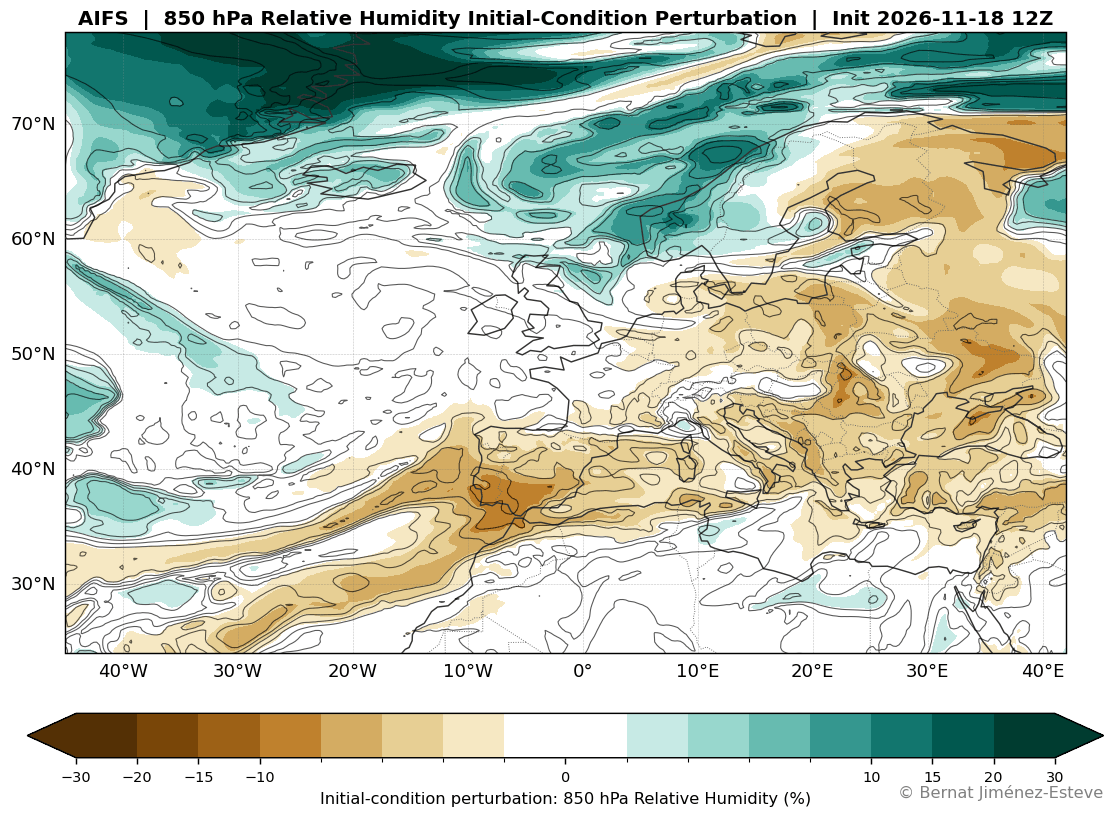 AIFS | 850 hPa Relative Humidity Initial-Condition Perturbation | Init 2026-11-18 12Z
70°N
60°N
50°N
40°N
30°N
40°W 30°W 20°W 10°W 0° 10°E 20°E 30°E 40°E
−30 −20 −15 −10 0 10 15 20 30
Initial-condition perturbation: 850 hPa Relative Humidity (%)
© Bernat Jiménez-Esteve